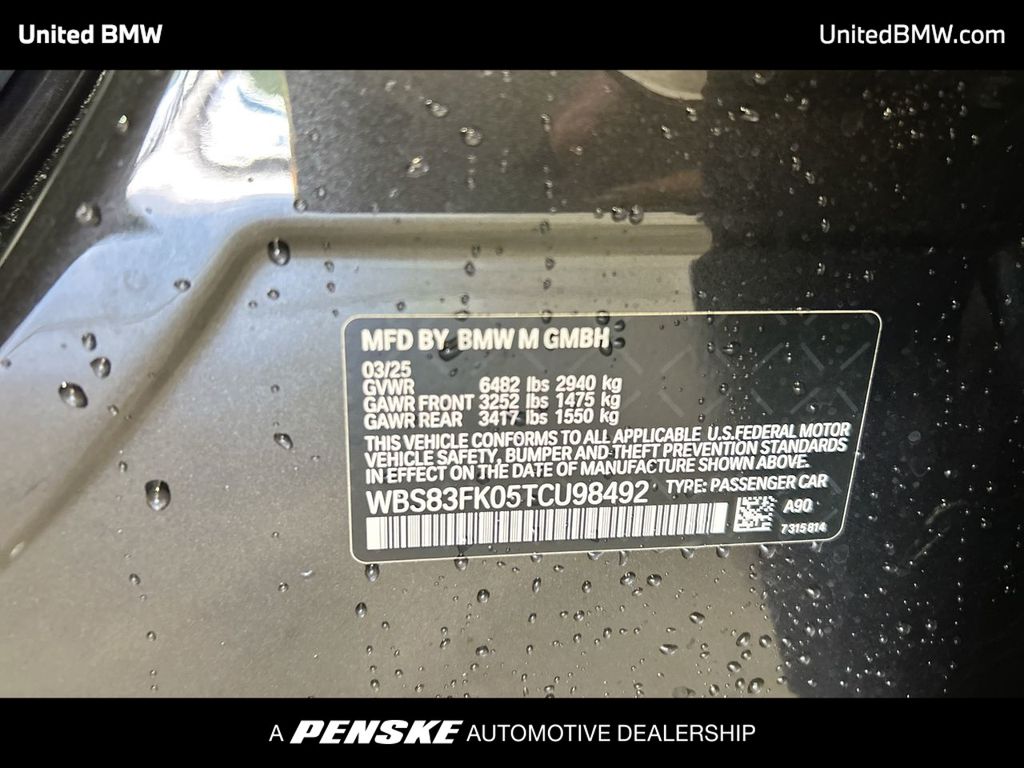 United BMW
UnitedBMW.com
MFD BY BMW M GMBH
03/25
GVWR 6482 lbs 2940 kg
GAWR FRONT 3252 lbs 1475 kg
GAWR REAR 3417 lbs 1550 kg
THIS VEHICLE CONFORMS TO ALL APPLICABLE U.S.FEDERAL MOTOR
VEHICLE SAFETY, BUMPER AND THEFT PREVENTION STANDARDS
IN EFFECT ON THE DATE OF MANUFACTURE SHOWN ABOVE.
WBS83FK05TCU98492 TYPE: PASSENGER CAR
A90
7315814
A PENSKE AUTOMOTIVE DEALERSHIP